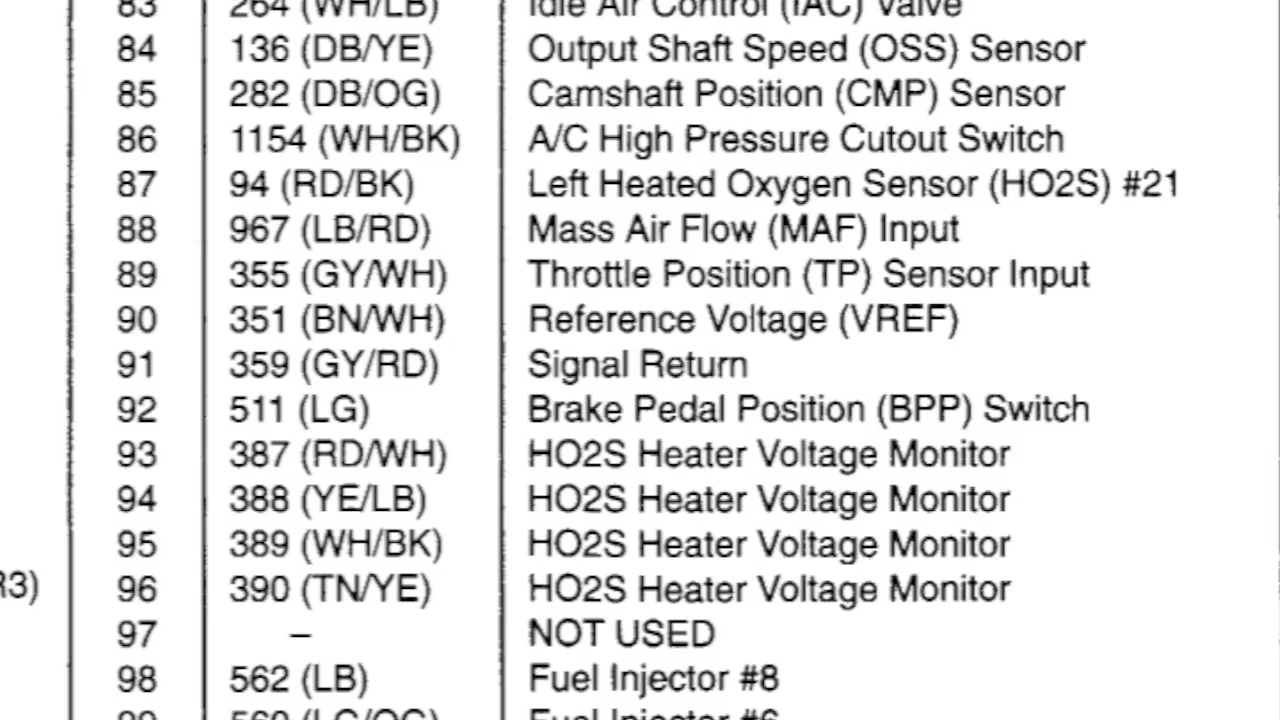 83 264 (WH/LB) Idle Air Control (IAC) Valve
84 136 (DB/YE) Output Shaft Speed (OSS) Sensor
85 282 (DB/OG) Camshaft Position (CMP) Sensor
86 1154 (WH/BK) A/C High Pressure Cutout Switch
87 94 (RD/BK) Left Heated Oxygen Sensor (HO2S) #21
88 967 (LB/RD) Mass Air Flow (MAF) Input
89 355 (GY/WH) Throttle Position (TP) Sensor Input
90 351 (BN/WH) Reference Voltage (VREF)
91 359 (GY/RD) Signal Return
92 511 (LG) Brake Pedal Position (BPP) Switch
93 387 (RD/WH) HO2S Heater Voltage Monitor
94 388 (YE/LB) HO2S Heater Voltage Monitor
95 389 (WH/BK) HO2S Heater Voltage Monitor
R3) 96 390 (TN/YE) HO2S Heater Voltage Monitor
97 – NOT USED
98 562 (LB) Fuel Injector #8
99 560 (LG/OG) Fuel Injector #6